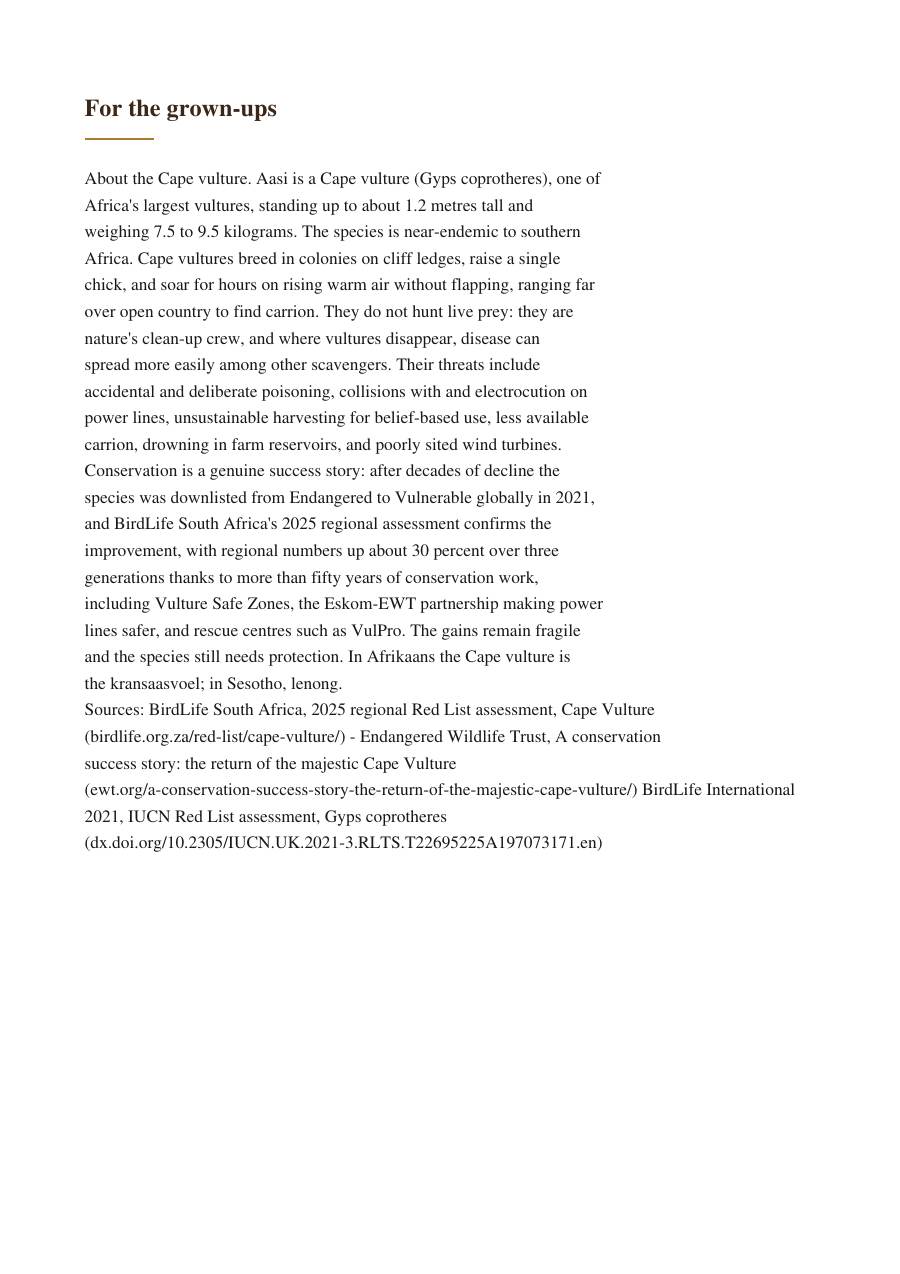 For the grown-ups
About the Cape vulture. Aasi is a Cape vulture (Gyps coprotheres), one of
Africa's largest vultures, standing up to about 1.2 metres tall and
weighing 7.5 to 9.5 kilograms. The species is near-endemic to southern
Africa. Cape vultures breed in colonies on cliff ledges, raise a single
chick, and soar for hours on rising warm air without flapping, ranging far
over open country to find carrion. They do not hunt live prey: they are
nature's clean-up crew, and where vultures disappear, disease can
spread more easily among other scavengers. Their threats include
accidental and deliberate poisoning, collisions with and electrocution on
power lines, unsustainable harvesting for belief-based use, less available
carrion, drowning in farm reservoirs, and poorly sited wind turbines.
Conservation is a genuine success story: after decades of decline the
species was downlisted from Endangered to Vulnerable globally in 2021,
and BirdLife South Africa's 2025 regional assessment confirms the
improvement, with regional numbers up about 30 percent over three
generations thanks to more than fifty years of conservation work,
including Vulture Safe Zones, the Eskom-EWT partnership making power
lines safer, and rescue centres such as VulPro. The gains remain fragile
and the species still needs protection. In Afrikaans the Cape vulture is
the kransaasvoel; in Sesotho, lenong.
Sources: BirdLife South Africa, 2025 regional Red List assessment, Cape Vulture
(birdlife.org.za/red-list/cape-vulture/) - Endangered Wildlife Trust, A conservation
success story: the return of the majestic Cape Vulture
(ewt.org/a-conservation-success-story-the-return-of-the-majestic-cape-vulture/) BirdLife International
2021, IUCN Red List assessment, Gyps coprotheres
(dx.doi.org/10.2305/IUCN.UK.2021-3.RLTS.T22695225A197073171.en)